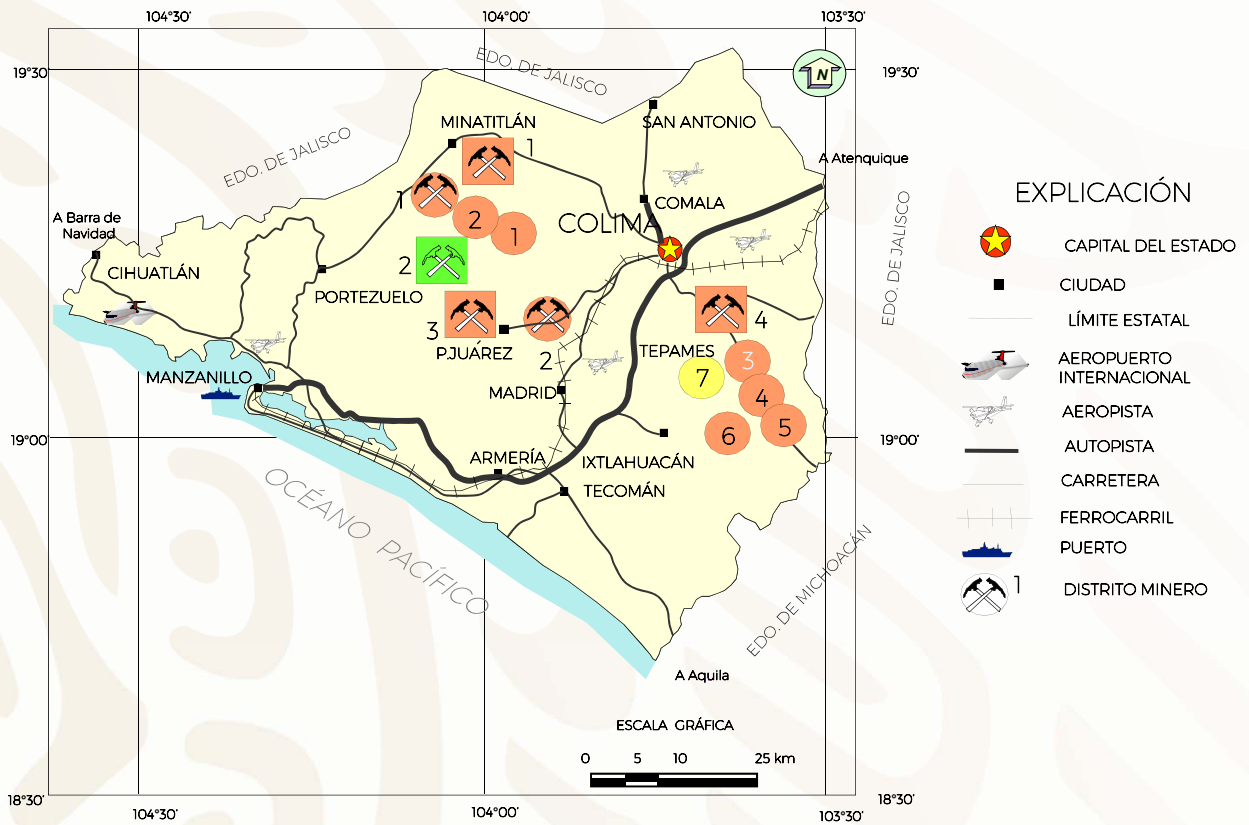 104°30'
104°00'
103°30'
19°30'
19°30'
EDO. DE JALISCO
EDO. DE JALISCO
EDO. DE JALISCO
N
MINATITLÁN
1
SAN ANTONIO
A Atenquique
1
2
1
COMALA
COLIMA
A Barra de
Navidad
CIHUATLÁN
2
PORTEZUELO
3
P.JUÁREZ
2
4
TEPAMES
3
7
4
5
6
MANZANILLO
MADRID
19°00'
19°00'
ARMERÍA
IXTLAHUACÁN
TECOMÁN
OCÉANO PACÍFICO
EDO. DE MICHOACÁN
A Aquila
ESCALA GRÁFICA
0 5 10 25 km
18°30'
18°30'
104°30'
104°00'
103°30'
EXPLICACIÓN
CAPITAL DEL ESTADO
CIUDAD
LÍMITE ESTATAL
AEROPUERTO
INTERNACIONAL
AEROPISTA
AUTOPISTA
CARRETERA
FERROCARRIL
PUERTO
1
DISTRITO MINERO